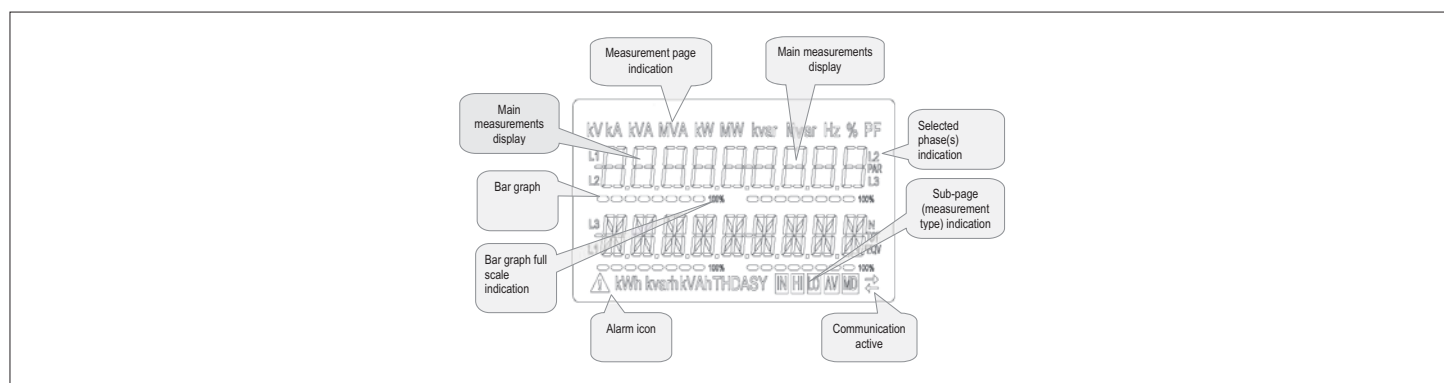 Measurement page
indication
Main measurements
display
Main
measurements
display
kV kA kVA MVA kW MW kvar Mvar Hz % PF
Selected
phase(s)
indication
L1
L2
L2
PAR
L3
Bar graph
100%
100%
Sub-page
(measurement
type) indication
L3
L1
N
EQV
Bar graph full
scale
indication
100%
100%
kWh kvarh kVAh THD ASY IN HI LO AV MD
Alarm icon
Communication
active